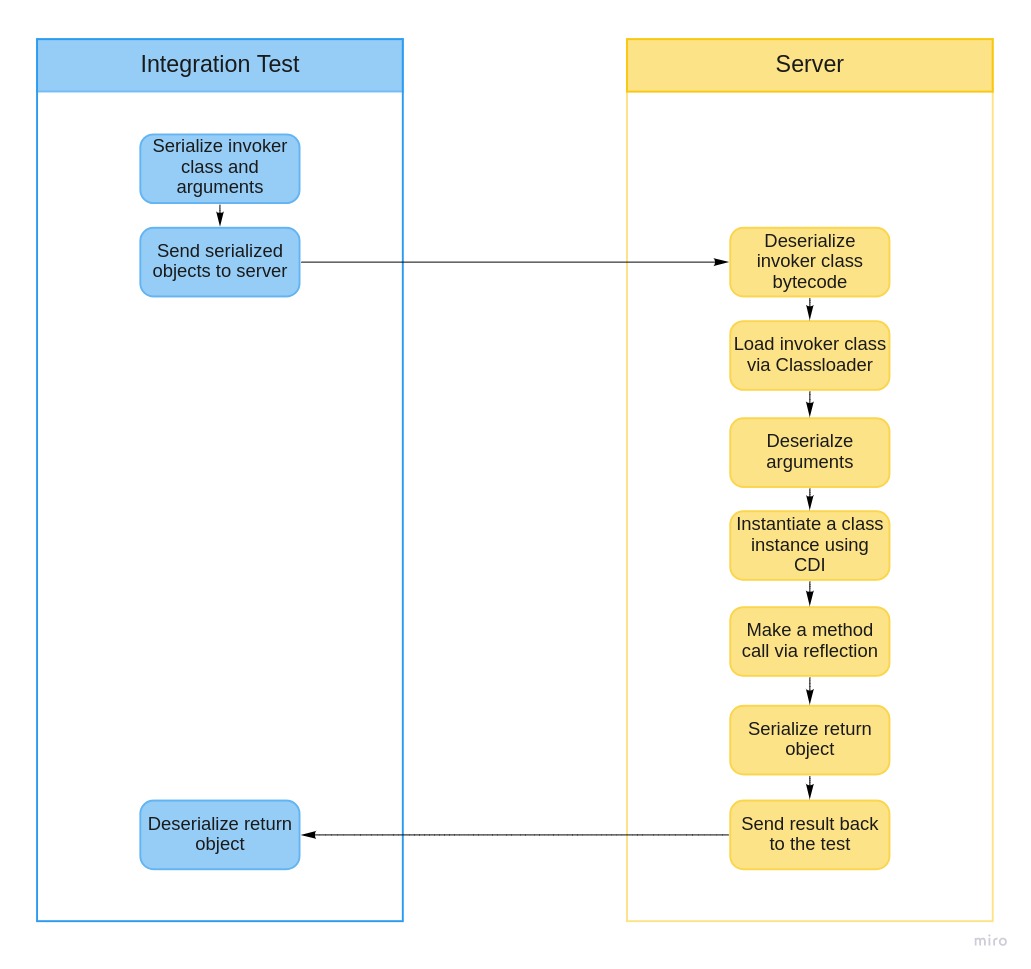 Integration Test
Server
Serialize invoker
class and
arguments
Send serialized
objects to server
Deserialize
invoker class
bytecode
Load invoker class
via Classloader
Deserialze
arguments
Instantiate a class
instance using
CDI
Make a method
call via reflection
Serialize return
object
Deserialize return
object
Send result back
to the test
miro